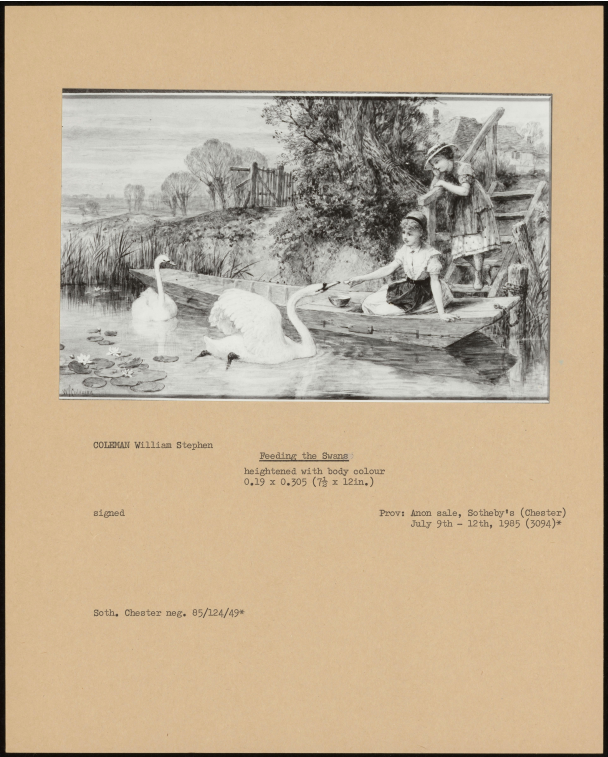 COLEMAN William Stephen
Feeding the Swans
heightened with body colour
0.19 x 0.305 (7½ x 12in.)
signed
Prov: Anon sale, Sotheby's (Chester)
July 9th - 12th, 1985 (3094)*
Soth. Chester neg. 85/124/49*